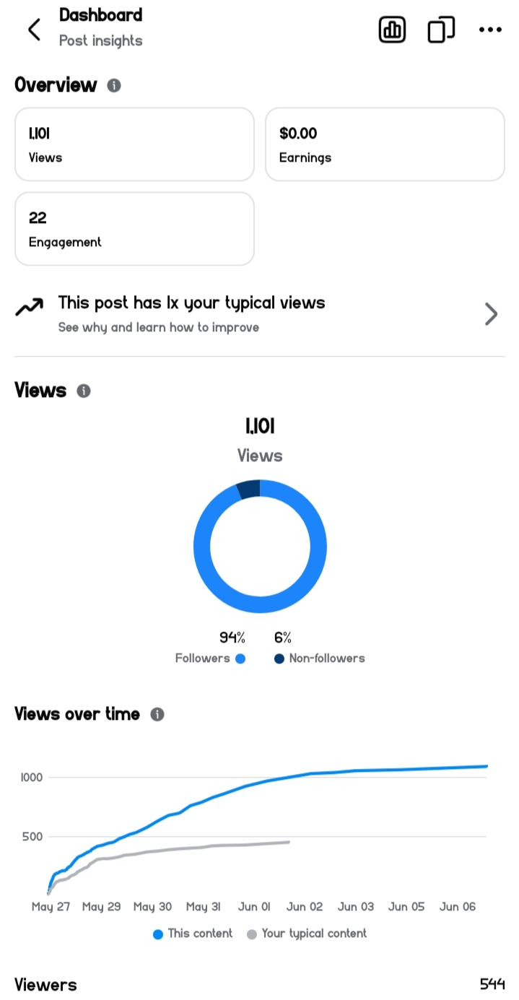 Dashboard
Post insights
Overview
1,101
Views
$0.00
Earnings
22
Engagement
This post has 1x your typical views
See why and learn how to improve
Views
1,101
Views
94%
Followers
6%
Non-followers
Views over time
1000
500
May 27 May 29 May 30 May 31 Jun 01 Jun 02 Jun 03 Jun 05 Jun 06
This content Your typical content
Viewers 544